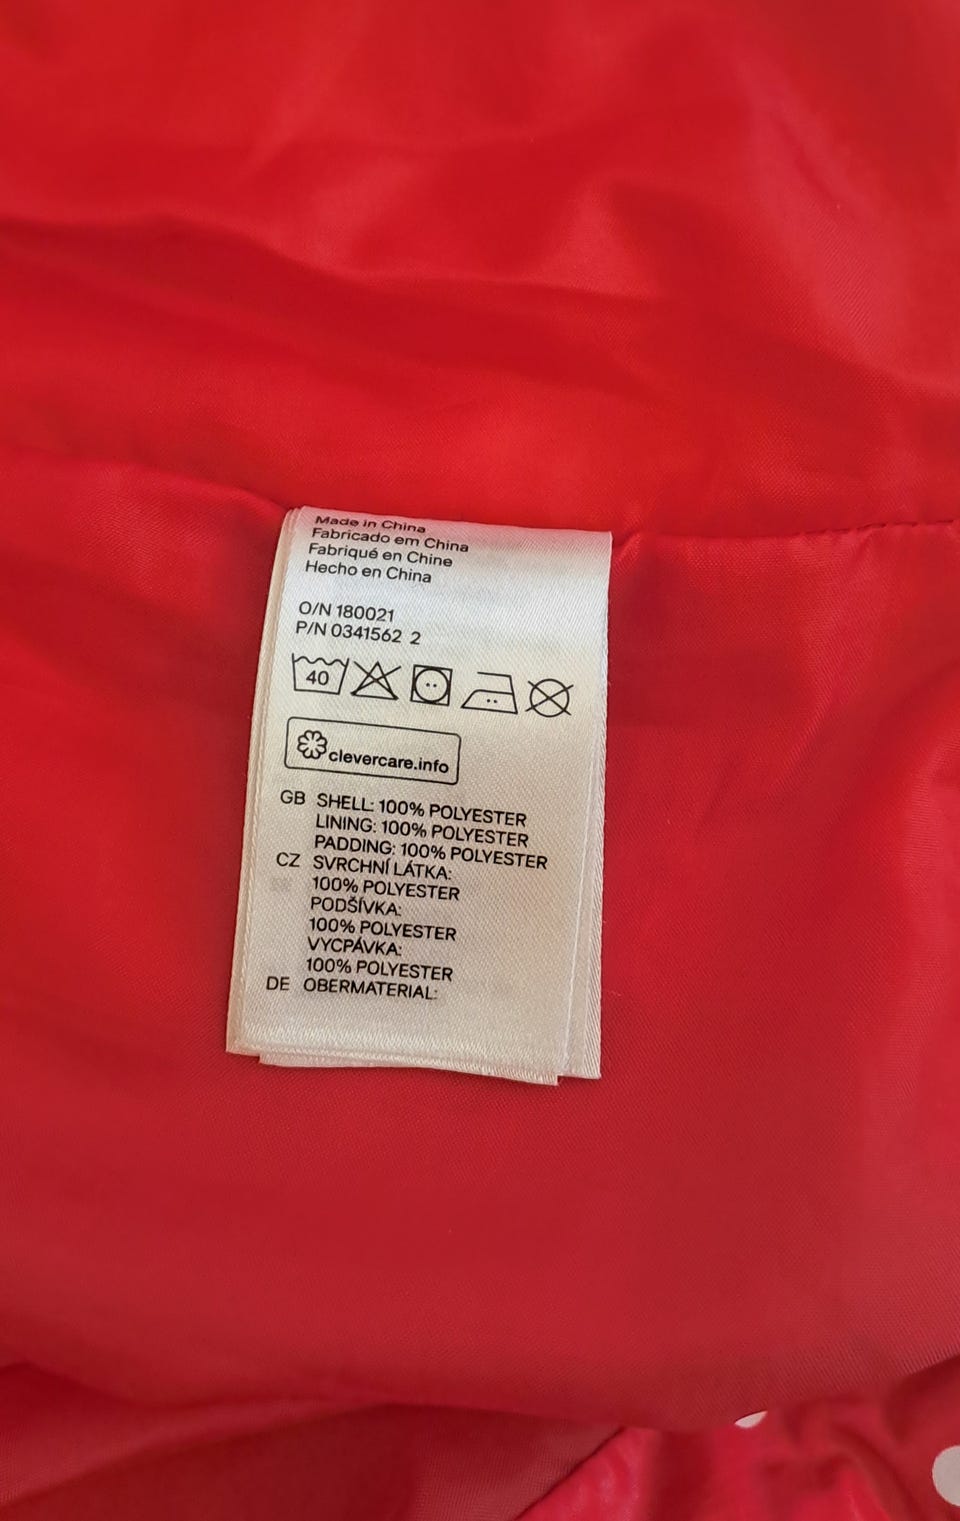 Made in China
Fabricado em China
Fabriqué en Chine
Hecho en China
O/N 180021
P/N 0341562 2
40
clevercare.info
GB SHELL: 100% POLYESTER
LINING: 100% POLYESTER
PADDING: 100% POLYESTER
CZ SVRCHNÍ LÁTKA:
100% POLYESTER
PODŠÍVKA:
100% POLYESTER
VYCPÁVKA:
100% POLYESTER
DE OBERMATERIAL: